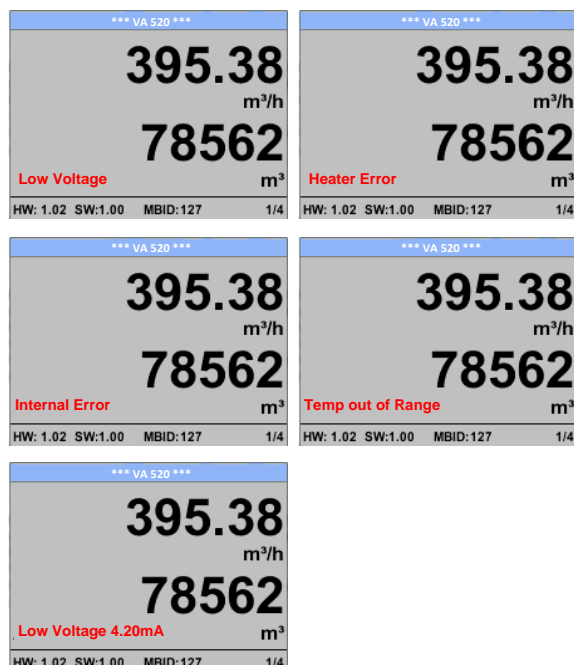 *** VA 520 ***
395.38
m³/h
78562
Low Voltage m³
HW: 1.02 SW:1.00 MBID:127 1/4
*** VA 520 ***
395.38
m³/h
78562
Heater Error m³
HW: 1.02 SW:1.00 MBID:127 1/4
*** VA 520 ***
395.38
m³/h
78562
Internal Error m³
HW: 1.02 SW:1.00 MBID:127 1/4
*** VA 520 ***
395.38
m³/h
78562
Temp out of Range m³
HW: 1.02 SW:1.00 MBID:127 1/4
*** VA 520 ***
395.38
m³/h
78562
Low Voltage 4.20mA m³
HW: 1.02 SW:1.00 MBID:127 1/4